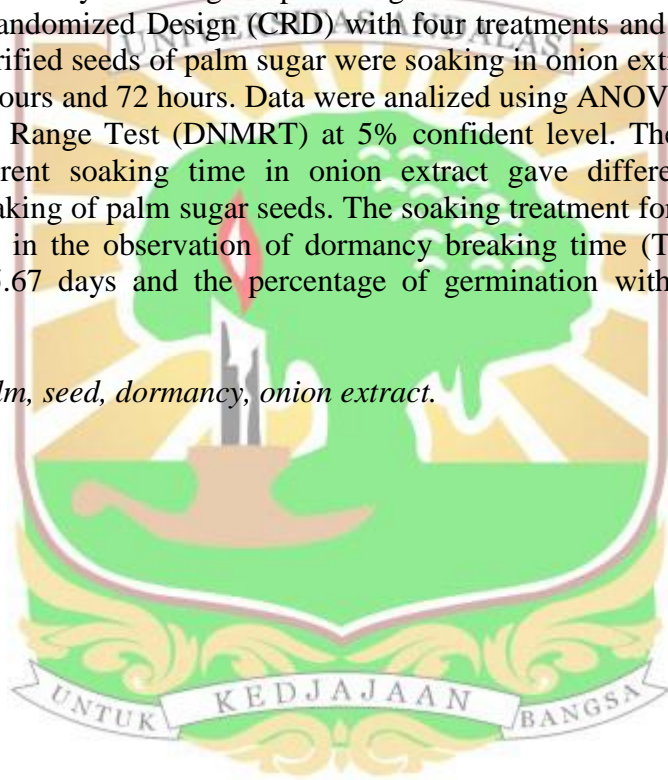 UNIVERSITAS ANDALAS
andomized Design (CRD) with four treatments and
rified seeds of palm sugar were soaking in onion extr
ours and 72 hours. Data were analized using ANOV
Range Test (DNMRT) at 5% confident level. The
rent soaking time in onion extract gave differe
aking of palm sugar seeds. The soaking treatment for
in the observation of dormancy breaking time (T
.67 days and the percentage of germination with
lm, seed, dormancy, onion extract.
UNTUK KEDJAJAAN BANGSA